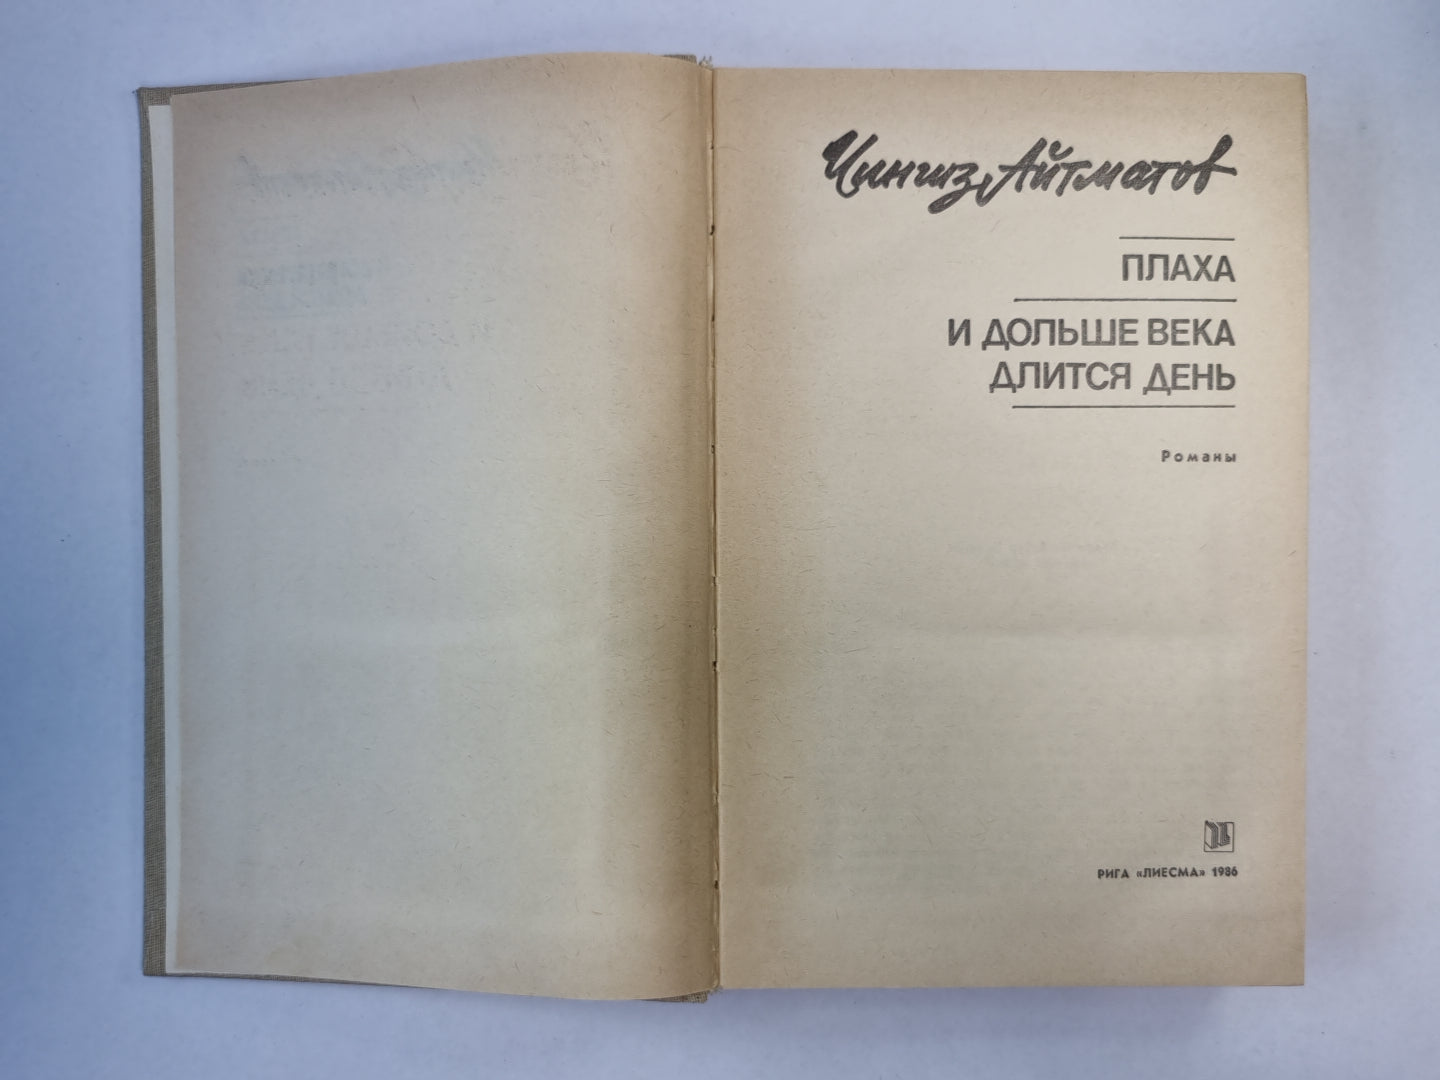 Чингиз Айтматов
ПЛАХА
И ДОЛЬШЕ ВЕКА
ДЛИТСЯ ДЕНЬ
Романы
РИГА «ЛИЕСМА» 1986